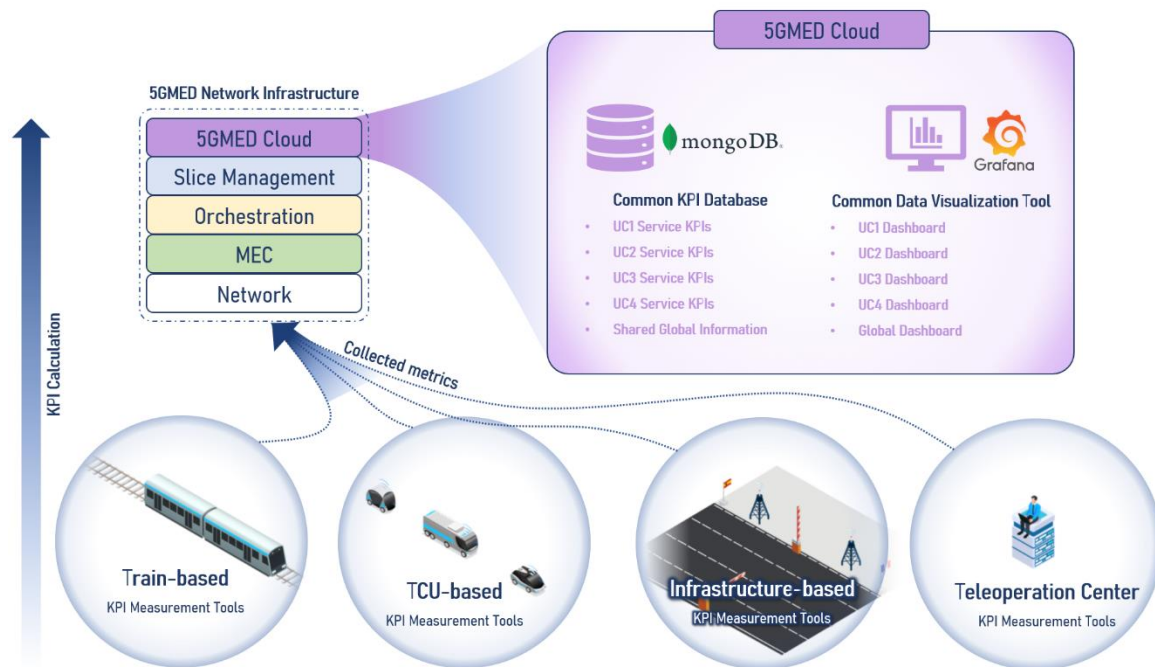 5GMED Cloud
5GMED Network Infrastructure
5GMED Cloud
Slice Management
Orchestration
MEC
Network
mongoDB®
Grafana
Common KPI Database
• UC1 Service KPIs
• UC2 Service KPIs
• UC3 Service KPIs
• UC4 Service KPIs
• Shared Global Information
Common Data Visualization Tool
• UC1 Dashboard
• UC2 Dashboard
• UC3 Dashboard
• UC4 Dashboard
• Global Dashboard
KPI Calculation
Collected metrics
Train-based
KPI Measurement Tools
TCU-based
KPI Measurement Tools
Infrastructure-based
KPI Measurement Tools
Teleoperation Center
KPI Measurement Tools